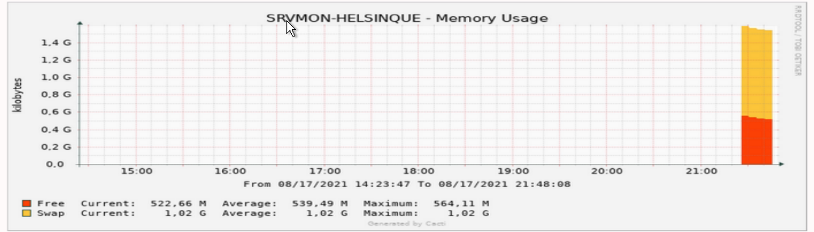 SRVMON-HELSINQUE - Memory Usage
RRDTOOL / TOBI OETIKER
kilobytes
1,4 G
1,2 G
1,0 G
0,8 G
0,6 G
0,4 G
0,2 G
0,0
15:00 16:00 17:00 18:00 19:00 20:00 21:00
From 08/17/2021 14:23:47 To 08/17/2021 21:48:08
Free Current: 522,66 M Average: 539,49 M Maximum: 564,11 M
Swap Current: 1,02 G Average: 1,02 G Maximum: 1,02 G
Generated by Cacti